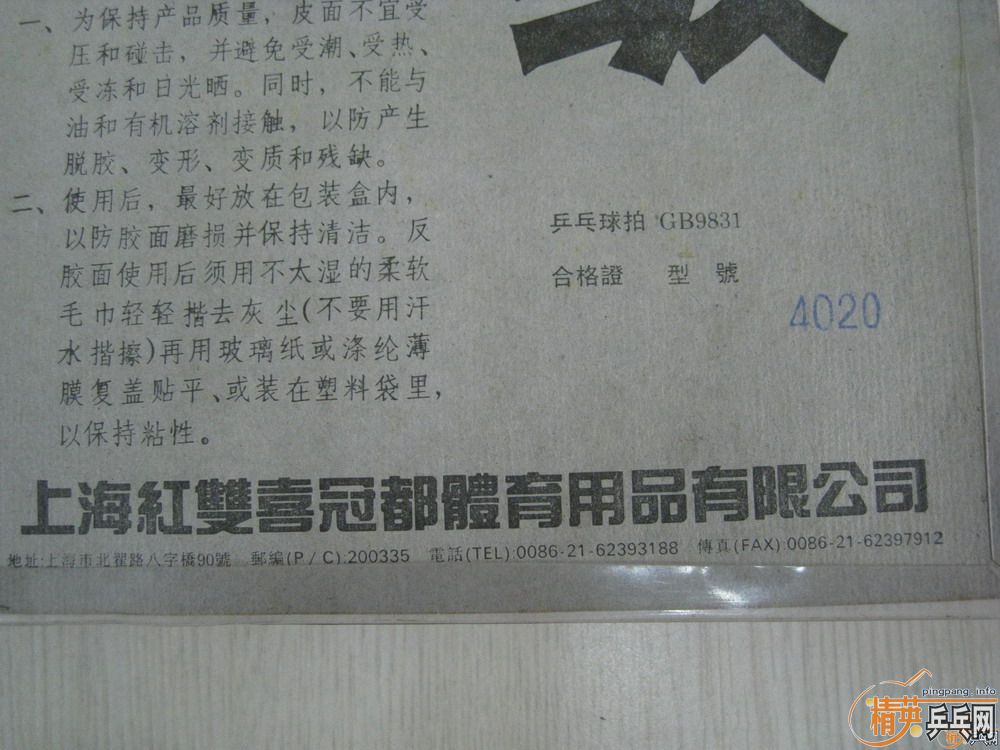 一、为保持产品质量，皮面不宜受
压和碰击，并避免受潮、受热、
受冻和日光晒。同时，不能与
油和有机溶剂接触，以防产生
脱胶、变形、变质和残缺。
二、使用后，最好放在包装盒内，
以防胶面磨损并保持清洁。反
胶面使用后须用不太湿的柔软
毛巾轻轻揩去灰尘(不要用汗
水揩擦)再用玻璃纸或涤纶薄
膜复盖贴平、或装在塑料袋里，
以保持粘性。
乒乓球拍 GB9831
合格證 型號
4020
上海紅雙喜冠都體育用品有限公司
地址:上海市北翟路八字橋90號 郵編(P/C):200335 電話(TEL):0086-21-62393188 傳真(FAX):0086-21-62397912
pingpang.info
精英乒乓网